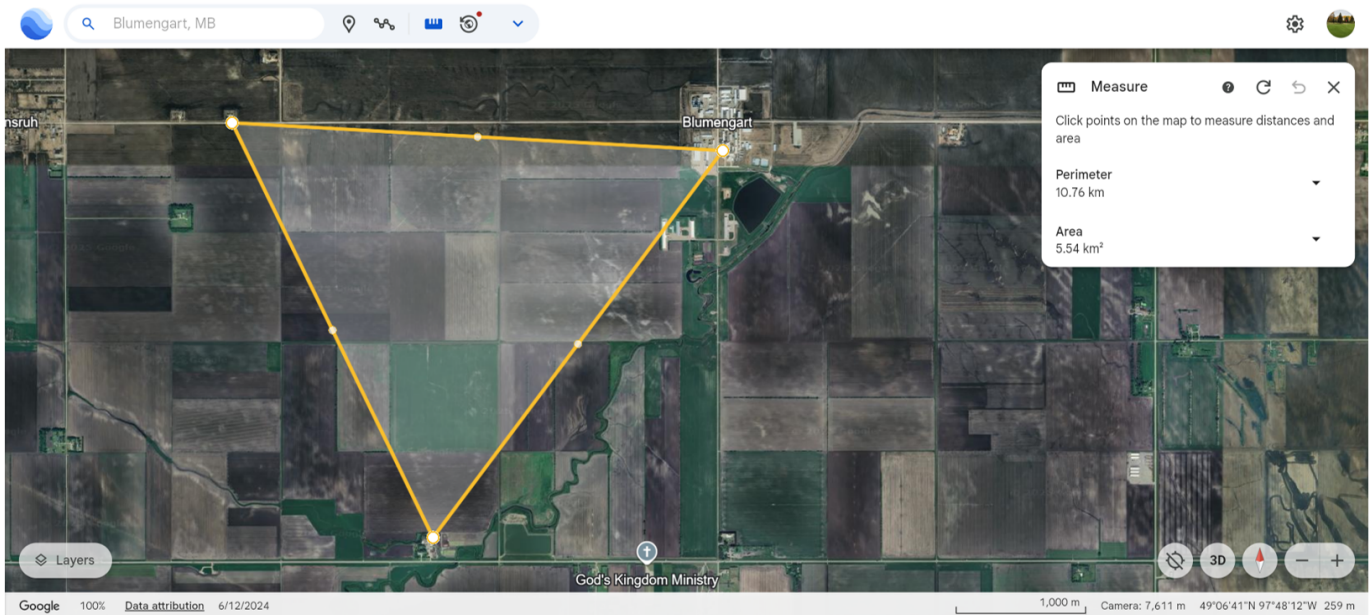 Blumengart, MB
Measure
Click points on the map to measure distances and
area
Perimeter
10.76 km
Area
5.54 km²
nsruh
Blumengart
God's Kingdom Ministry
Layers
3D
Google 100% Data attribution 6/12/2024 1,000 m Camera: 7,611 m 49°06'41"N 97°48'12"W 259 m